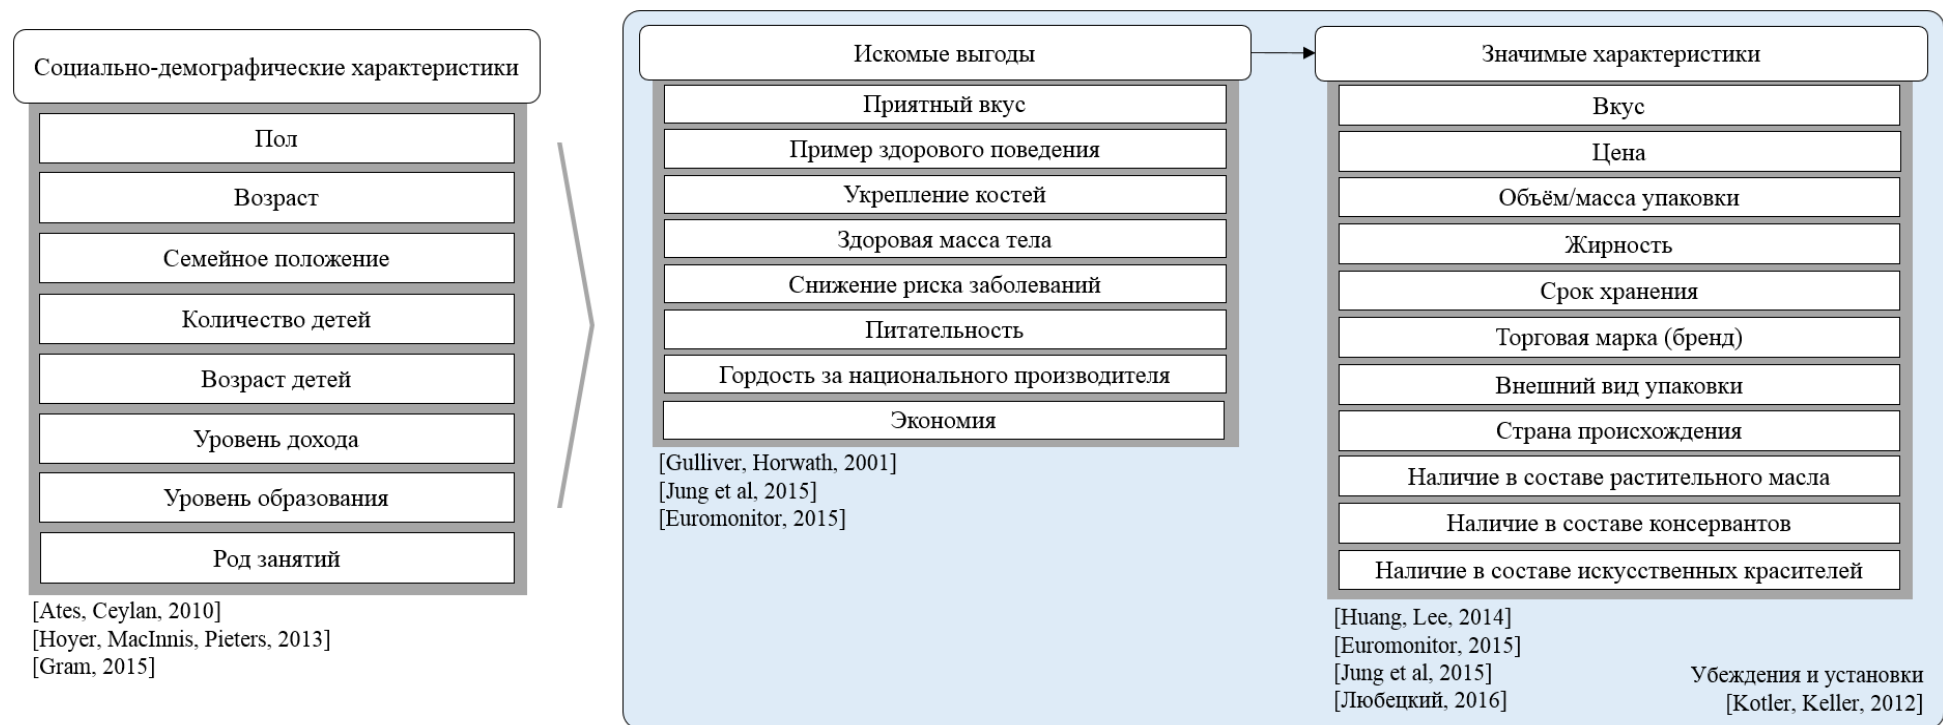 Социально-демографические характеристики
Пол
Возраст
Семейное положение
Количество детей
Возраст детей
Уровень дохода
Уровень образования
Род занятий
[Ates, Ceylan, 2010]
[Hoyer, MacInnis, Pieters, 2013]
[Gram, 2015]
Искомые выгоды
Приятный вкус
Пример здорового поведения
Укрепление костей
Здоровая масса тела
Снижение риска заболеваний
Питательность
Гордость за национального производителя
Экономия
[Gulliver, Horwath, 2001]
[Jung et al, 2015]
[Euromonitor, 2015]
Значимые характеристики
Вкус
Цена
Объём/масса упаковки
Жирность
Срок хранения
Торговая марка (бренд)
Внешний вид упаковки
Страна происхождения
Наличие в составе растительного масла
Наличие в составе консервантов
Наличие в составе искусственных красителей
[Huang, Lee, 2014]
[Euromonitor, 2015]
[Jung et al, 2015]
[Любецкий, 2016]
Убеждения и установки
[Kotler, Keller, 2012]